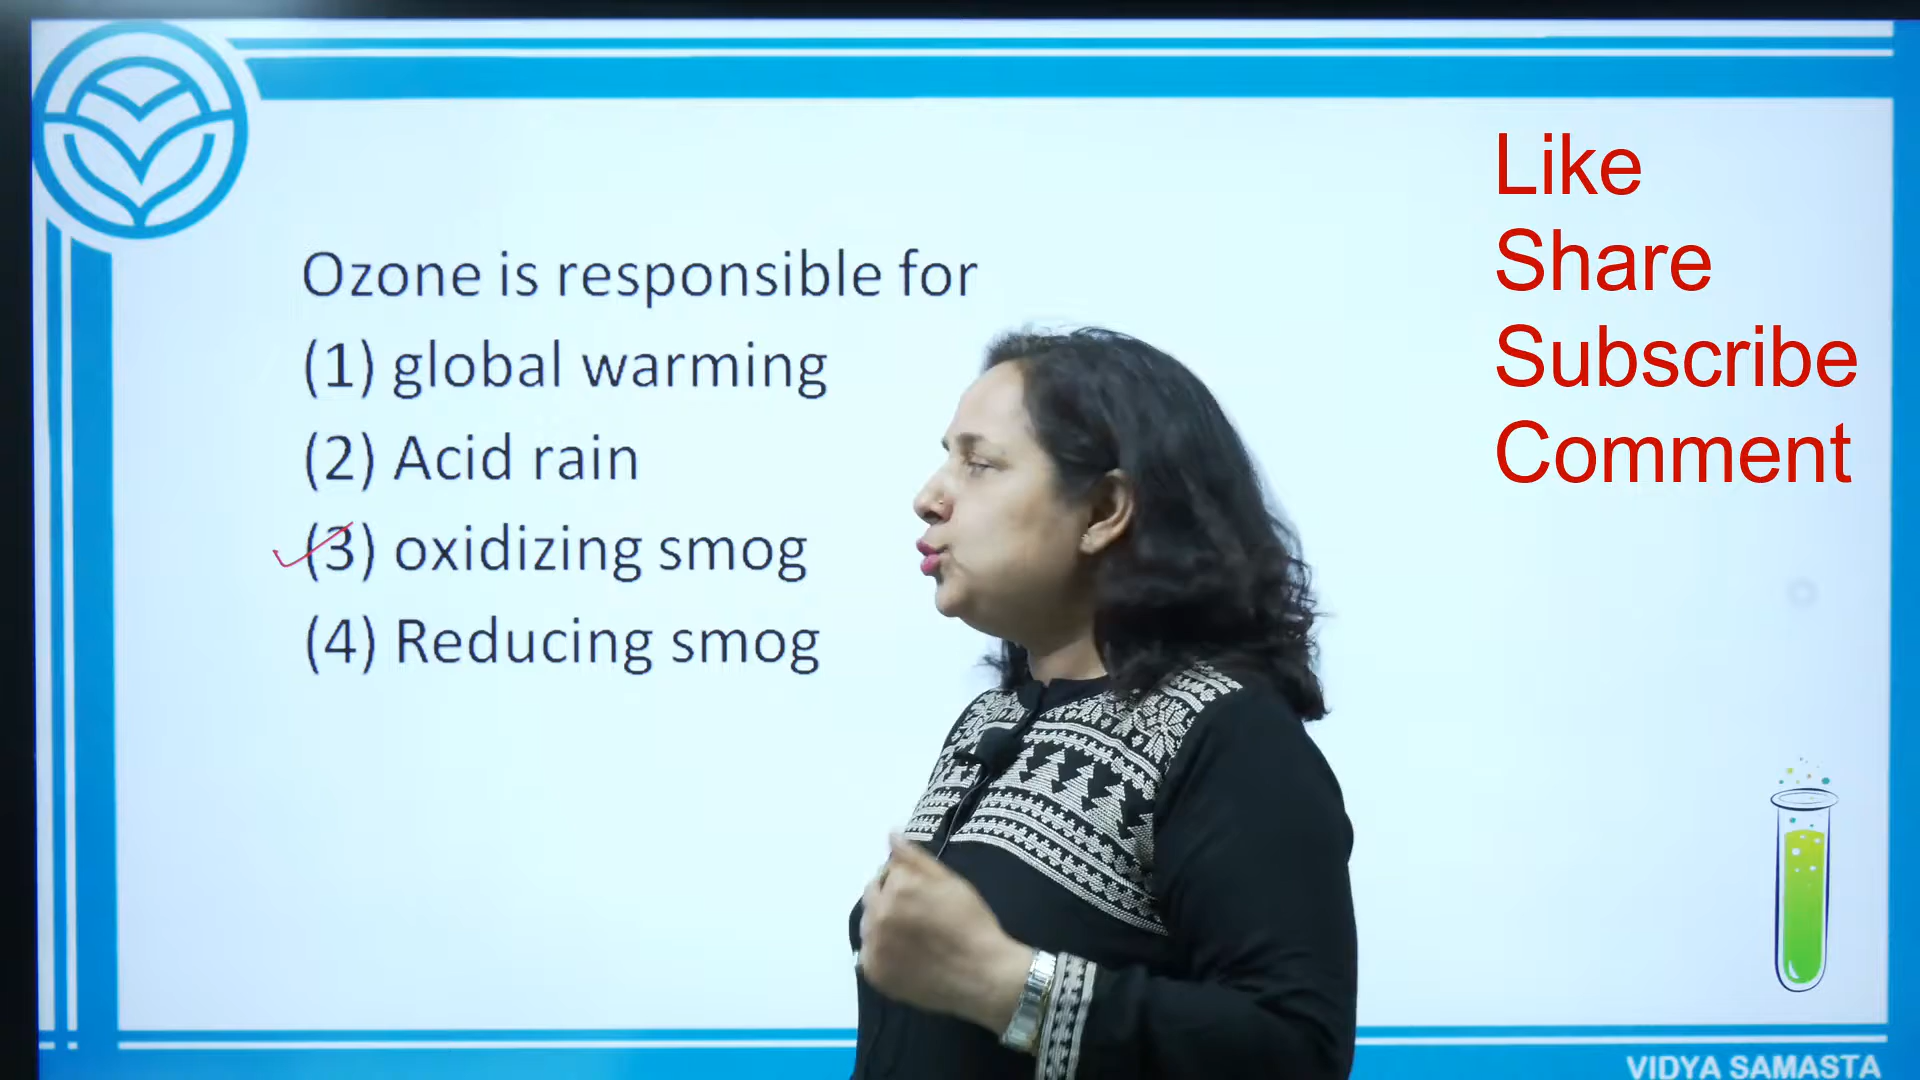 Ozone is responsible for
(1) global warming
(2) Acid rain
(3) oxidizing smog
(4) Reducing smog
Like
Share
Subscribe
Comment
VIDYA SAMASTA